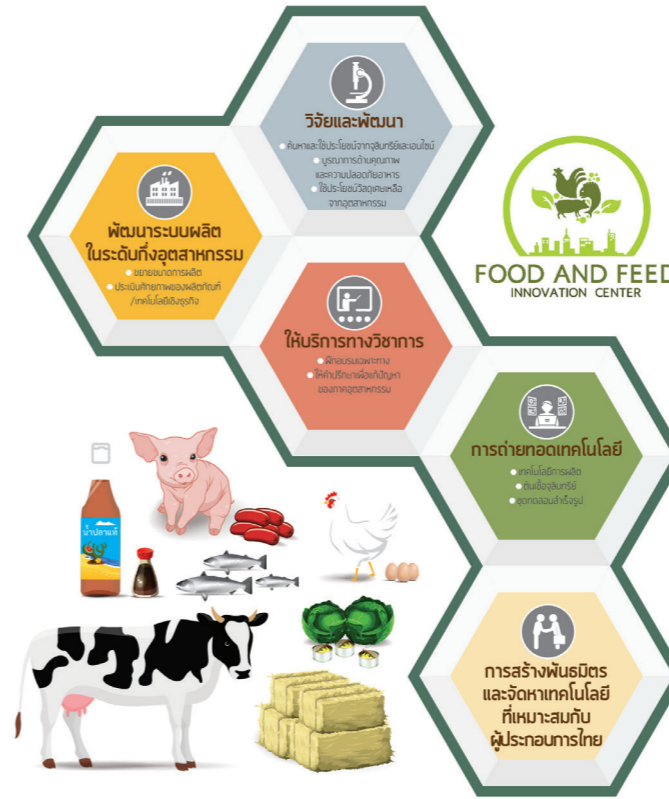 วิจัยและพัฒนา
● ค้นหาและใช้ประโยชน์จากจุลินทรีย์และเอนไซม์
● บูรณาการด้านคุณภาพ
และความปลอดภัยอาหาร
● ใช้ประโยชน์วัสดุเศษเหลือ
จากอุตสาหกรรม
พัฒนาระบบผลิต
ในระดับกึ่งอุตสาหกรรม
● ขยายขนาดการผลิต
● ประเมินศักยภาพของผลิตภัณฑ์
/เทคโนโลยีเชิงธุรกิจ
FOOD AND FEED
INNOVATION CENTER
ให้บริการทางวิชาการ
● ฝึกอบรมเฉพาะทาง
● ให้คำปรึกษาเพื่อแก้ปัญหา
ของภาคอุตสาหกรรม
การถ่ายทอดเทคโนโลยี
● เทคโนโลยีการผลิต
● ต้นเชื้อจุลินทรีย์
● ชุดทดสอบสำเร็จรูป
น้ำปลาแท้
การสร้างพันธมิตร
และจัดหาเทคโนโลยี
ที่เหมาะสมกับ
ผู้ประกอบการไทย